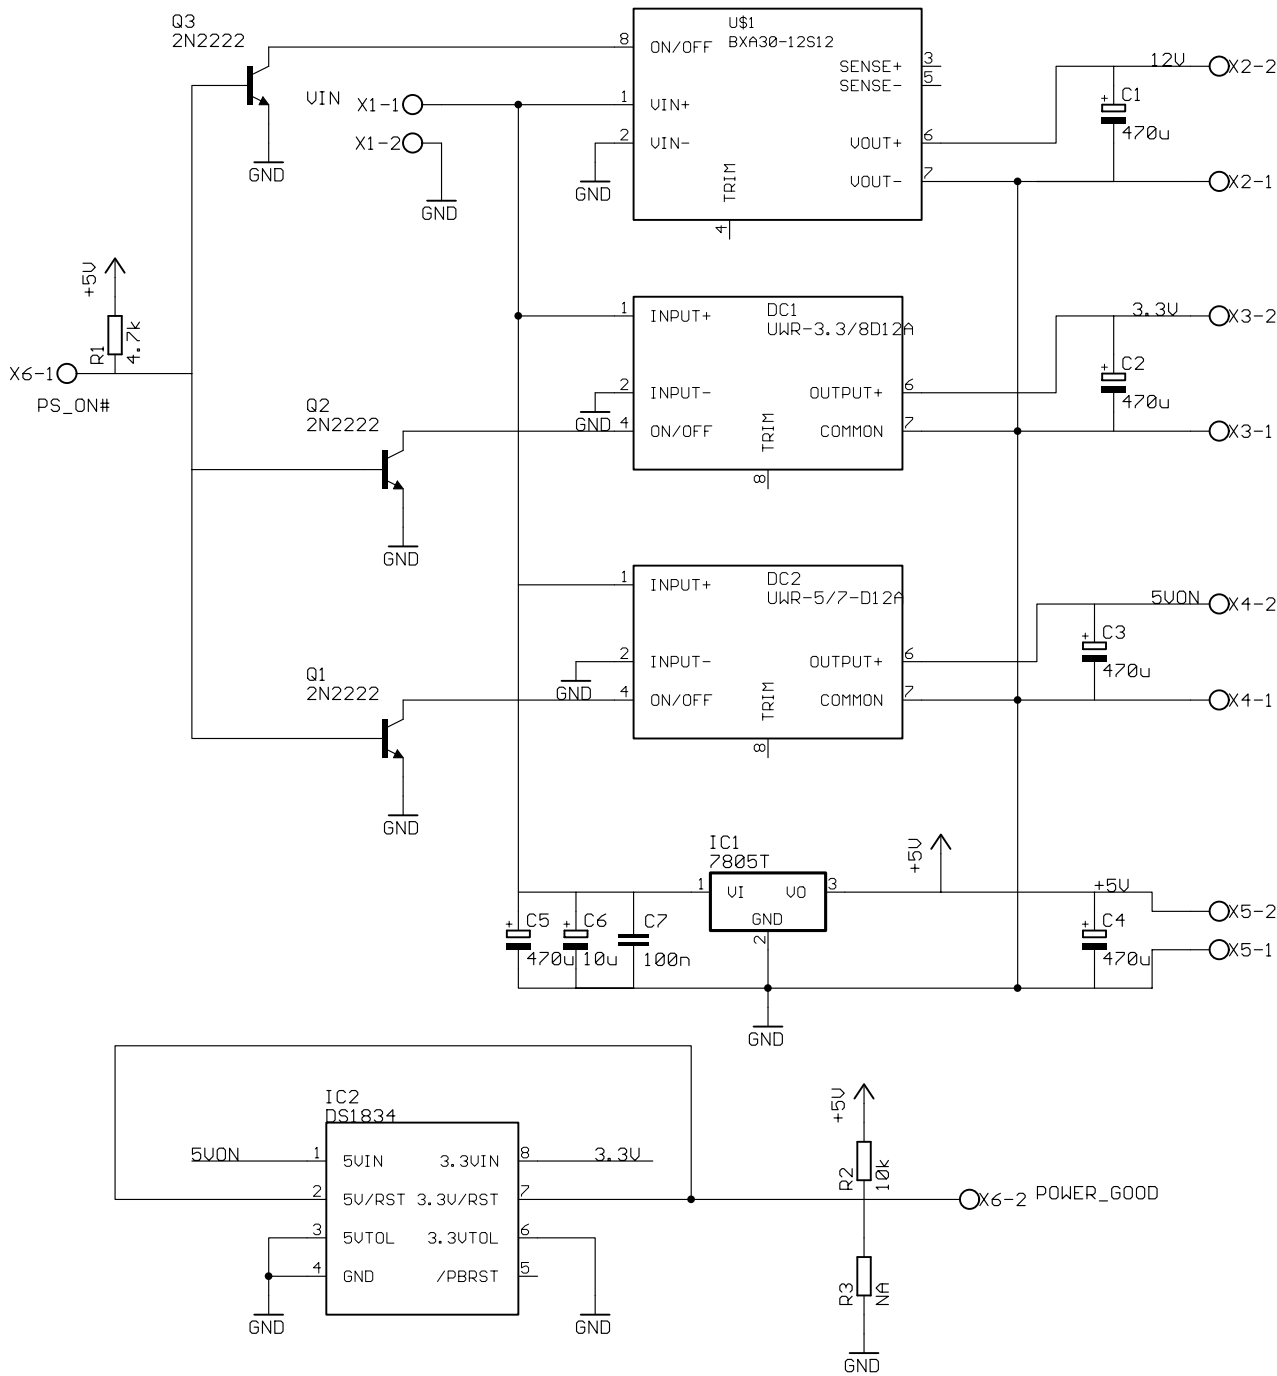 Q3
2N2222
GND
VIN
X1-1
X1-2
GND
U$1
BXA30-12S12
8
ON/OFF
1
VIN+
2
VIN-
GND
TRIM
4
SENSE+
3
SENSE-
5
VOUT+
6
VOUT-
7
12V
X2-2
+
C1
470u
X2-1
+5V
R1
4.7k
X6-1
PS_ON#
DC1
UWR-3.3/8D12A
1
INPUT+
2
INPUT-
GND
4
ON/OFF
TRIM
8
OUTPUT+
6
COMMON
7
3.3V
X3-2
+
C2
470u
X3-1
Q2
2N2222
GND
DC2
UWR-5/7-D12A
1
INPUT+
2
INPUT-
GND
4
ON/OFF
TRIM
8
OUTPUT+
6
COMMON
7
5VON
X4-2
+
C3
470u
X4-1
Q1
2N2222
GND
IC1
7805T
1
VI
VO
3
GND
2
+5V
+5V
X5-2
+
C5
470u
+
C6
10u
C7
100n
+
C4
470u
X5-1
GND
IC2
DS1834
5VON
1
5VIN
3.3VIN
8
3.3V
2
5V/RST
3.3V/RST
7
3
5VTOL
3.3VTOL
6
4
GND
/PBRST
5
GND
GND
+5V
R2
10k
X6-2
POWER_GOOD
R3
NA
GND